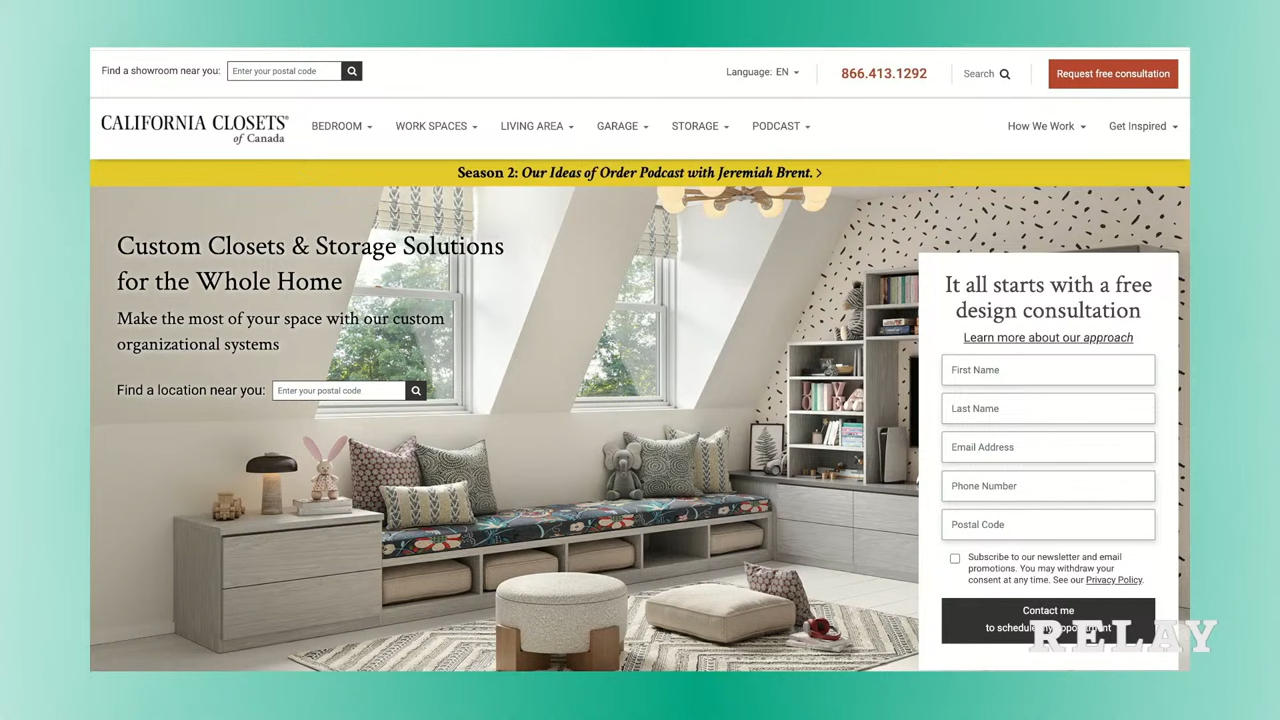 Find a showroom near you:
Enter your postal code
Language: EN
866.413.1292
Search
Request free consultation
CALIFORNIA CLOSETS®
of Canada
BEDROOM
WORK SPACES
LIVING AREA
GARAGE
STORAGE
PODCAST
How We Work
Get Inspired
Season 2: Our Ideas of Order Podcast with Jeremiah Brent. >
Custom Closets & Storage Solutions
for the Whole Home
Make the most of your space with our custom
organizational systems
Find a location near you:
Enter your postal code
It all starts with a free
design consultation
Learn more about our approach
First Name
Last Name
Email Address
Phone Number
Postal Code
Subscribe to our newsletter and email
promotions. You may withdraw your
consent at any time. See our Privacy Policy.
Contact me
to schedule my appointment
RELAY